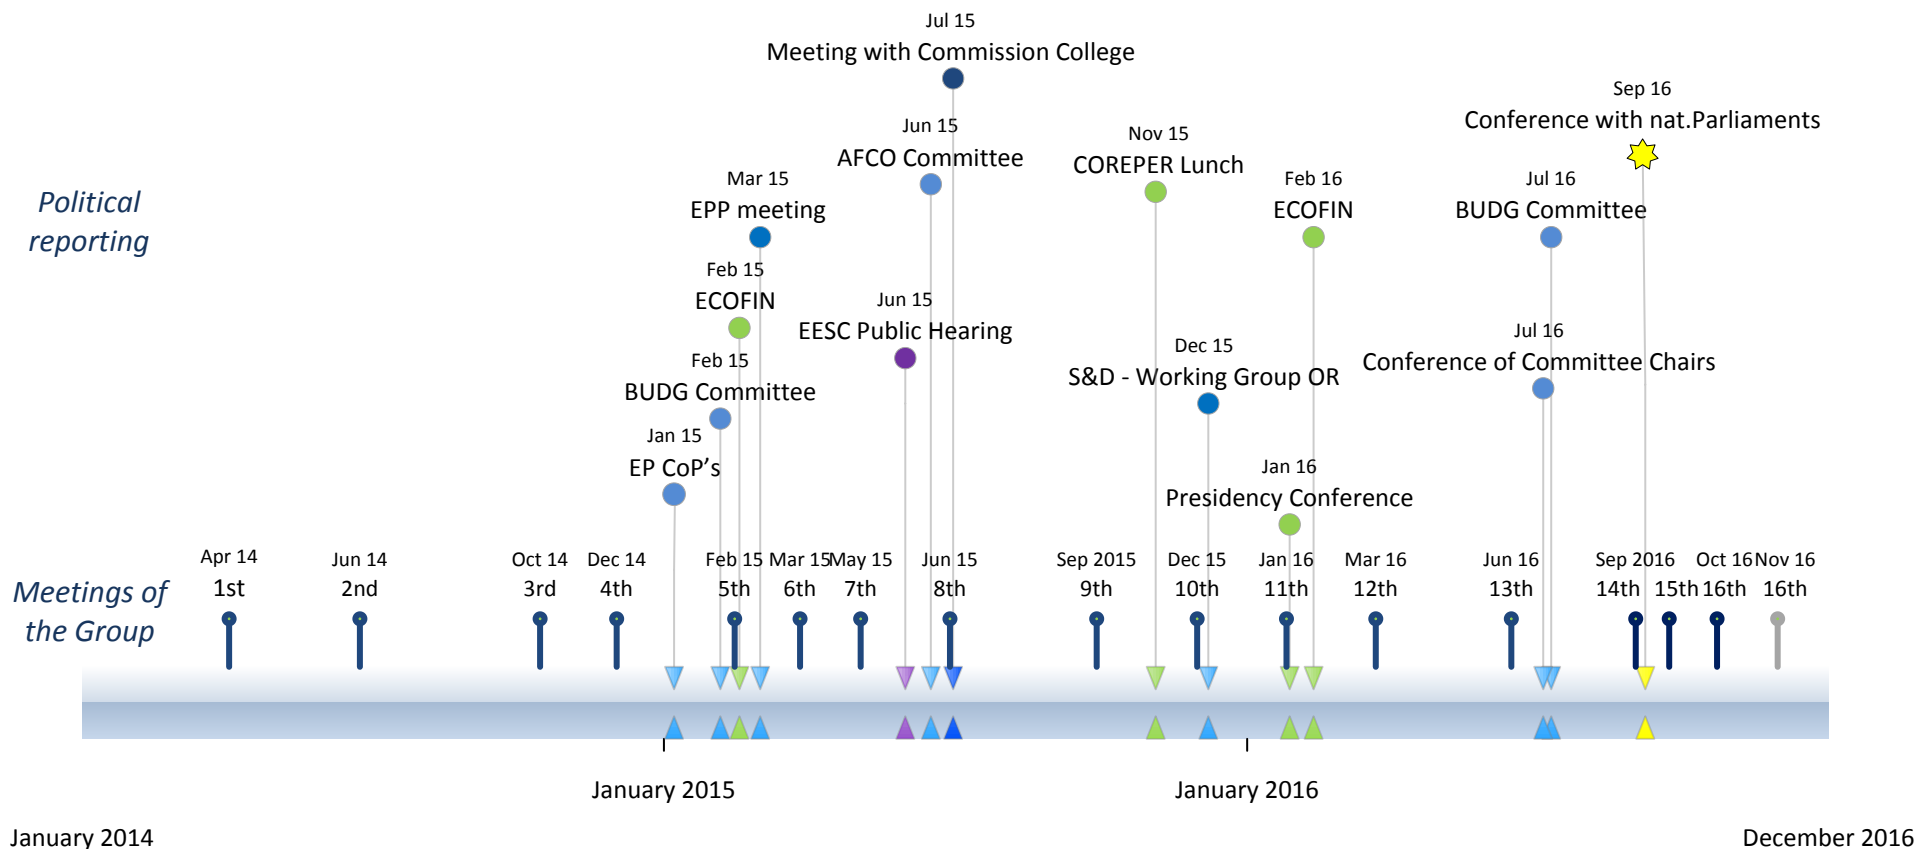 Jul 15
Meeting with Commission College
Sep 16
Conference with nat.Parliaments
Jun 15
AFCO Committee
Nov 15
COREPER Lunch
Mar 15
EPP meeting
Feb 16
ECOFIN
Jul 16
BUDG Committee
Political
reporting
Feb 15
ECOFIN
Jun 15
EESC Public Hearing
Feb 15
BUDG Committee
Dec 15
S&D - Working Group OR
Jul 16
Conference of Committee Chairs
Jan 15
EP CoP's
Jan 16
Presidency Conference
Meetings of
the Group
Apr 14
1st
Jun 14
2nd
Oct 14
3rd
Dec 14
4th
Feb 15
5th
Mar 15
6th
May 15
7th
Jun 15
8th
Sep 2015
9th
Dec 15
10th
Jan 16
11th
Mar 16
12th
Jun 16
13th
Sep 2016
14th
15th
Oct 16
16th
Nov 16
16th
January 2015
January 2016
January 2014
December 2016